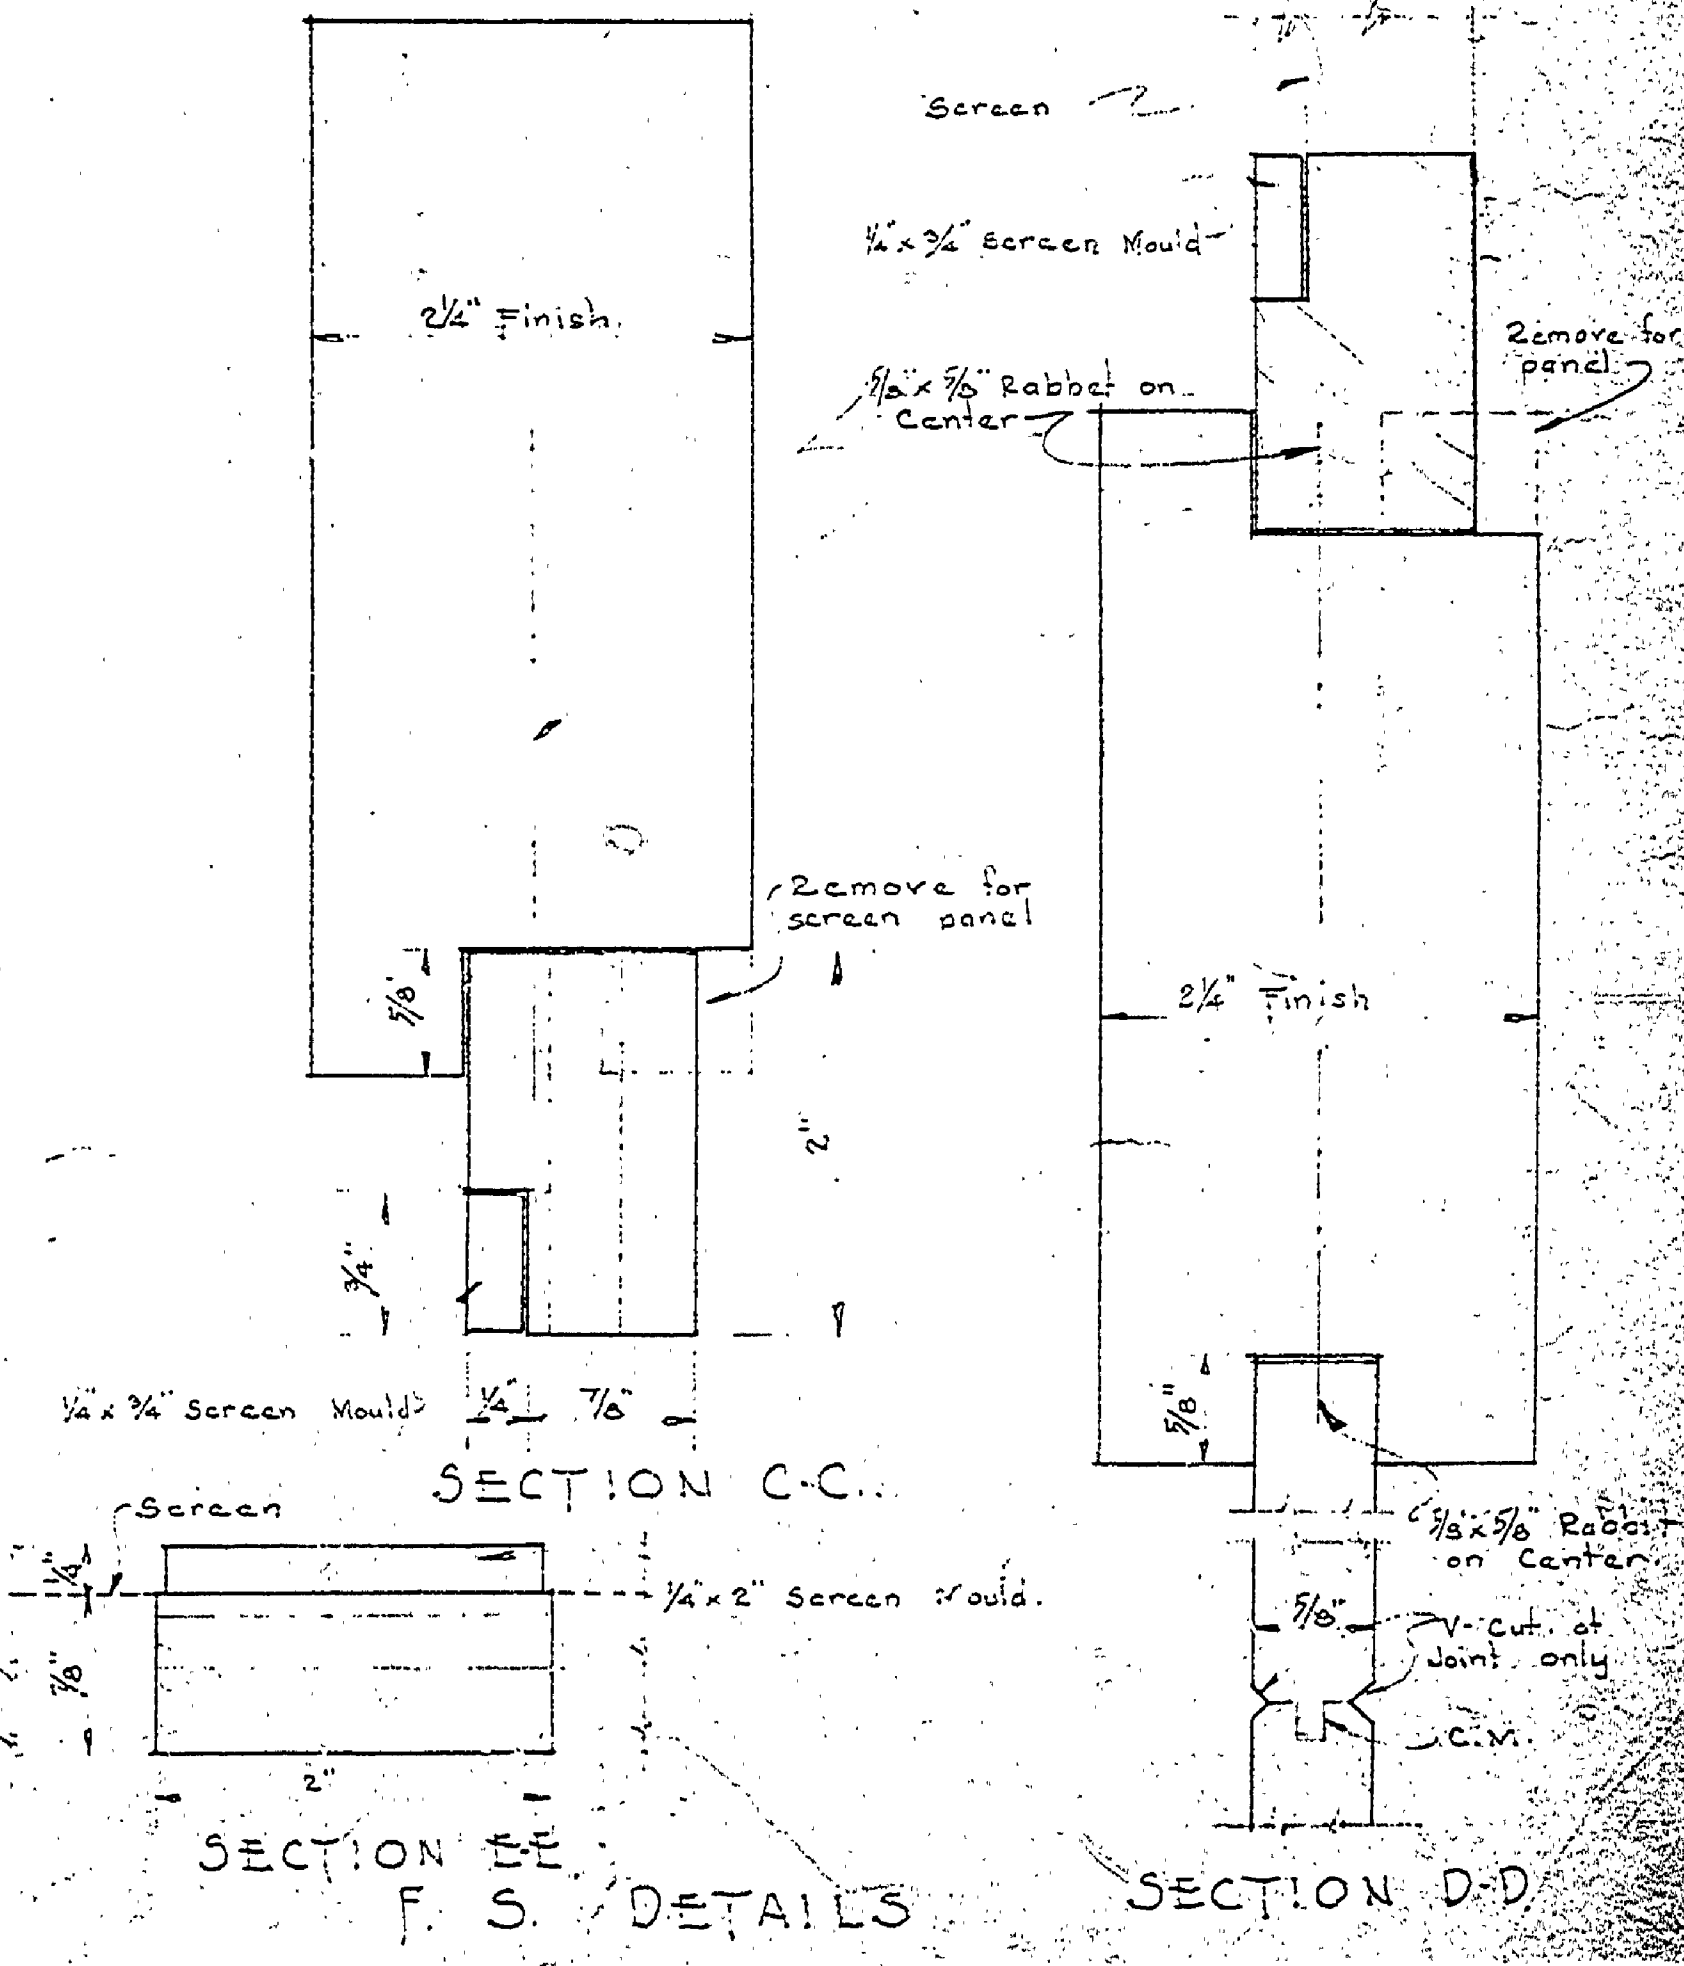 Screen
1/4" x 3/4" Screen Mould
2 1/4" Finish.
Remove for
panel
5/8" x 5/8" Rabbet on
Center
Remove for
screen panel
5/8"
2 1/4" Finish
2"
3/4"
5/8"
1/4" x 3/4" Screen Mould
1/4"
7/8"
SECTION C-C.
Screen
5/8" x 5/8" Rabbet
on Center
1/4"
1/4" x 2" Screen Mould.
5/8"
V-Cut at
Joint only
7/8"
C.M.
2"
SECTION E-E.
SECTION D-D
F. S. DETAILS